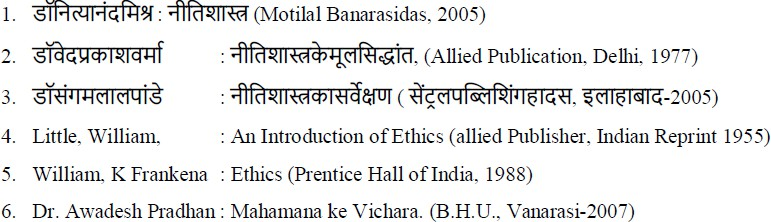 1. डॉनित्यानंदमिश्र : नीतिशास्त्र (Motilal Banarasidas, 2005)
2. डॉवेदप्रकाशवर्मा : नीतिशास्त्रकेमूलसिद्धांत, (Allied Publication, Delhi, 1977)
3. डॉसंगमलालपांडे : नीतिशास्त्रकासर्वेक्षण ( सेंट्रलपब्लिशिंगहादस, इलाहाबाद-2005)
4. Little, William, : An Introduction of Ethics (allied Publisher, Indian Reprint 1955)
5. William, K Frankena : Ethics (Prentice Hall of India, 1988)
6. Dr. Awadesh Pradhan : Mahamana ke Vichara. (B.H.U., Vanarasi-2007)